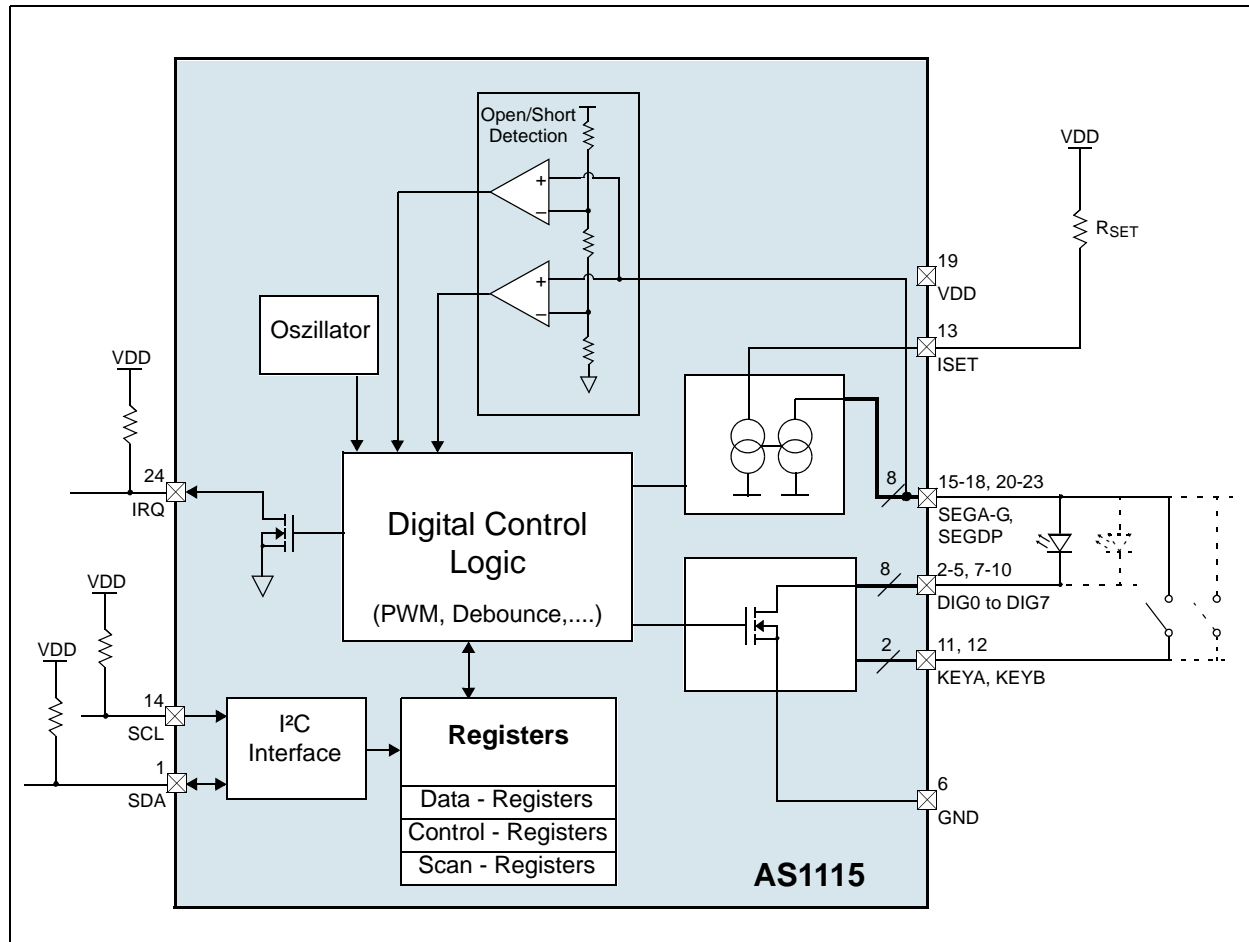 Open/Short
Detection
+
–
+
–
VDD
RSET
19
VDD
13
ISET
Oszillator
VDD
24
IRQ
Digital Control
Logic
(PWM, Debounce,....)
8
15-18, 20-23
SEGA-G,
SEGDP
8
2-5, 7-10
DIG0 to DIG7
2
11, 12
KEYA, KEYB
VDD
VDD
14
SCL
1
SDA
I²C
Interface
Registers
Data - Registers
Control - Registers
Scan - Registers
6
GND
AS1115